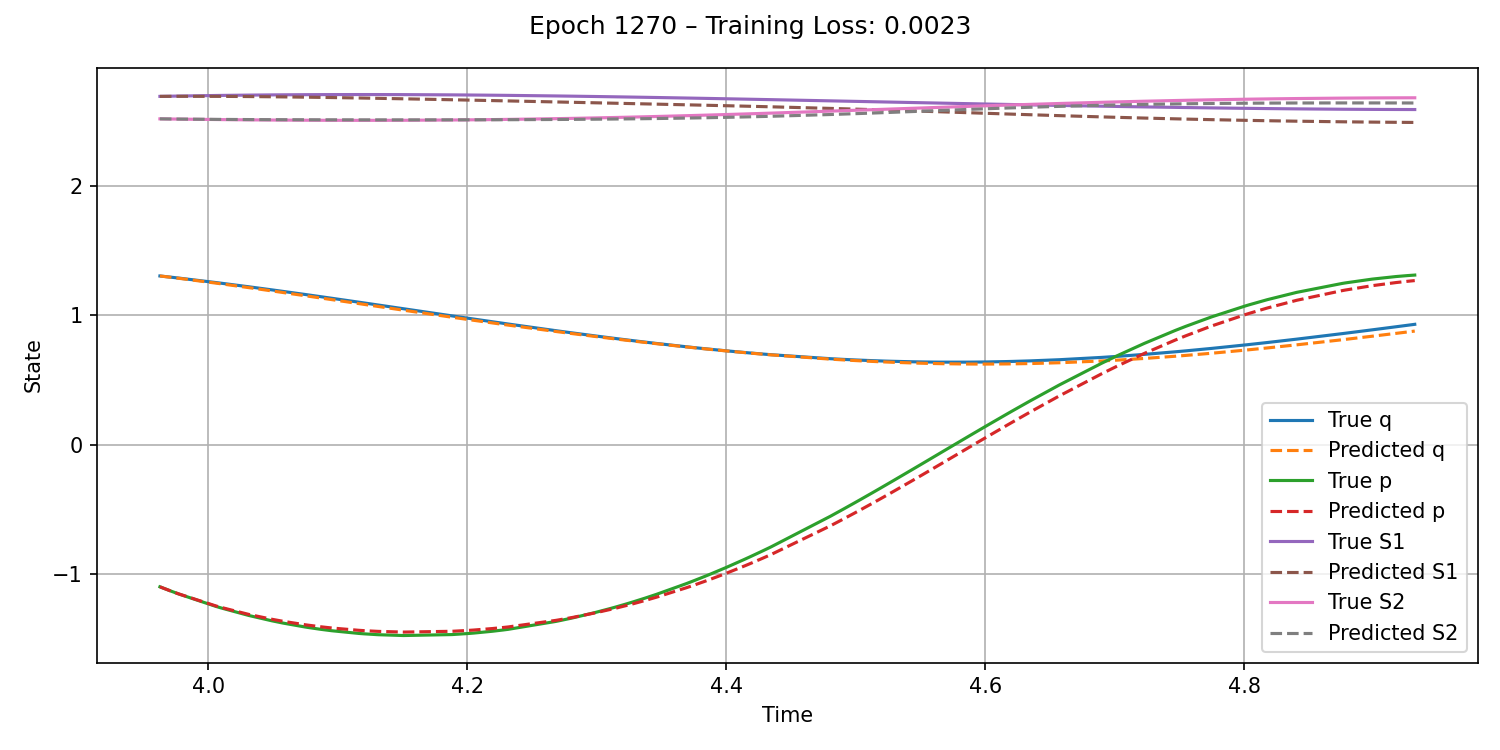 Epoch 1270 – Training Loss: 0.0023
State
2
1
0
−1
True q
Predicted q
True p
Predicted p
True S1
Predicted S1
True S2
Predicted S2
4.0 4.2 4.4 4.6 4.8
Time